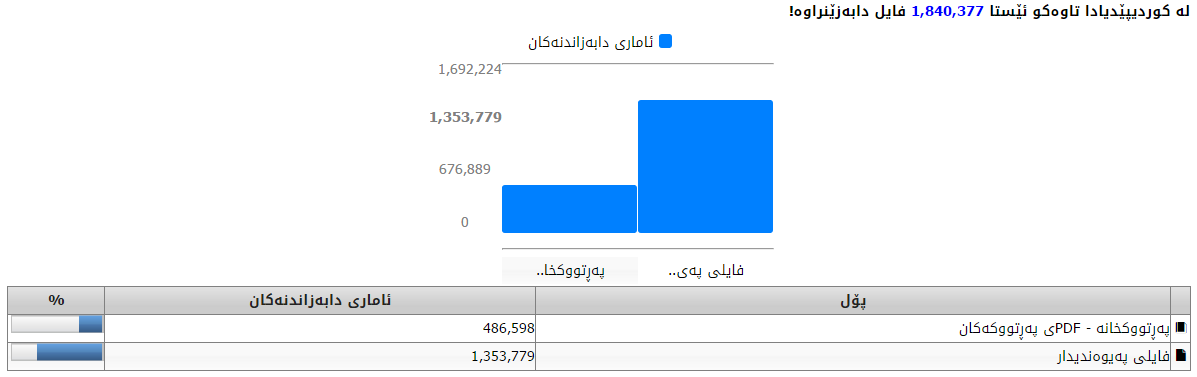 لە کوردیپێدیادا تاوەکو ئێستا 1,840,377 فایل دابەزێنراوە!
ئاماری دابەزاندنەکان
1,692,224
1,353,779
676,889
0
فایلی پەی.. پەڕتووکخا..
پۆل ئاماری دابەزاندنەکان %
پەڕتووکخانە - PDFی پەڕتووکەکان 486,598
فایلی پەیوەندیدار 1,353,779